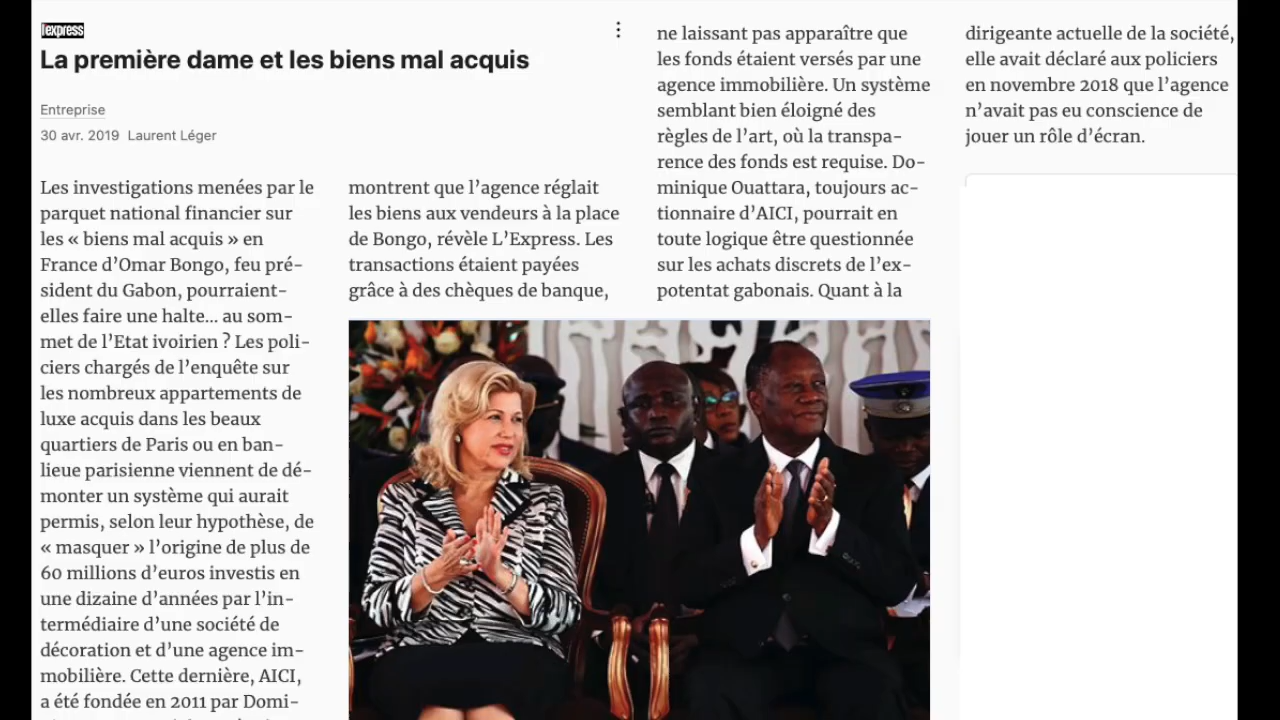 l'express
La première dame et les biens mal acquis
Entreprise
30 avr. 2019 Laurent Léger
Les investigations menées par le
parquet national financier sur
les « biens mal acquis » en
France d’Omar Bongo, feu pré-
sident du Gabon, pourraient-
elles faire une halte... au som-
met de l’Etat ivoirien ? Les poli-
ciers chargés de l’enquête sur
les nombreux appartements de
luxe acquis dans les beaux
quartiers de Paris ou en ban-
lieue parisienne viennent de dé-
monter un système qui aurait
permis, selon leur hypothèse, de
« masquer » l’origine de plus de
60 millions d’euros investis en
une dizaine d’années par l’in-
termédiaire d’une société de
décoration et d’une agence im-
mobilière. Cette dernière, AICI,
a été fondée en 2011 par Domi-
montrent que l’agence réglait
les biens aux vendeurs à la place
de Bongo, révèle L’Express. Les
transactions étaient payées
grâce à des chèques de banque,
ne laissant pas apparaître que
les fonds étaient versés par une
agence immobilière. Un système
semblant bien éloigné des
règles de l’art, où la transpa-
rence des fonds est requise. Do-
minique Ouattara, toujours ac-
tionnaire d’AICI, pourrait en
toute logique être questionnée
sur les achats discrets de l’ex-
potentat gabonais. Quant à la
dirigeante actuelle de la société,
elle avait déclaré aux policiers
en novembre 2018 que l’agence
n’avait pas eu conscience de
jouer un rôle d’écran.